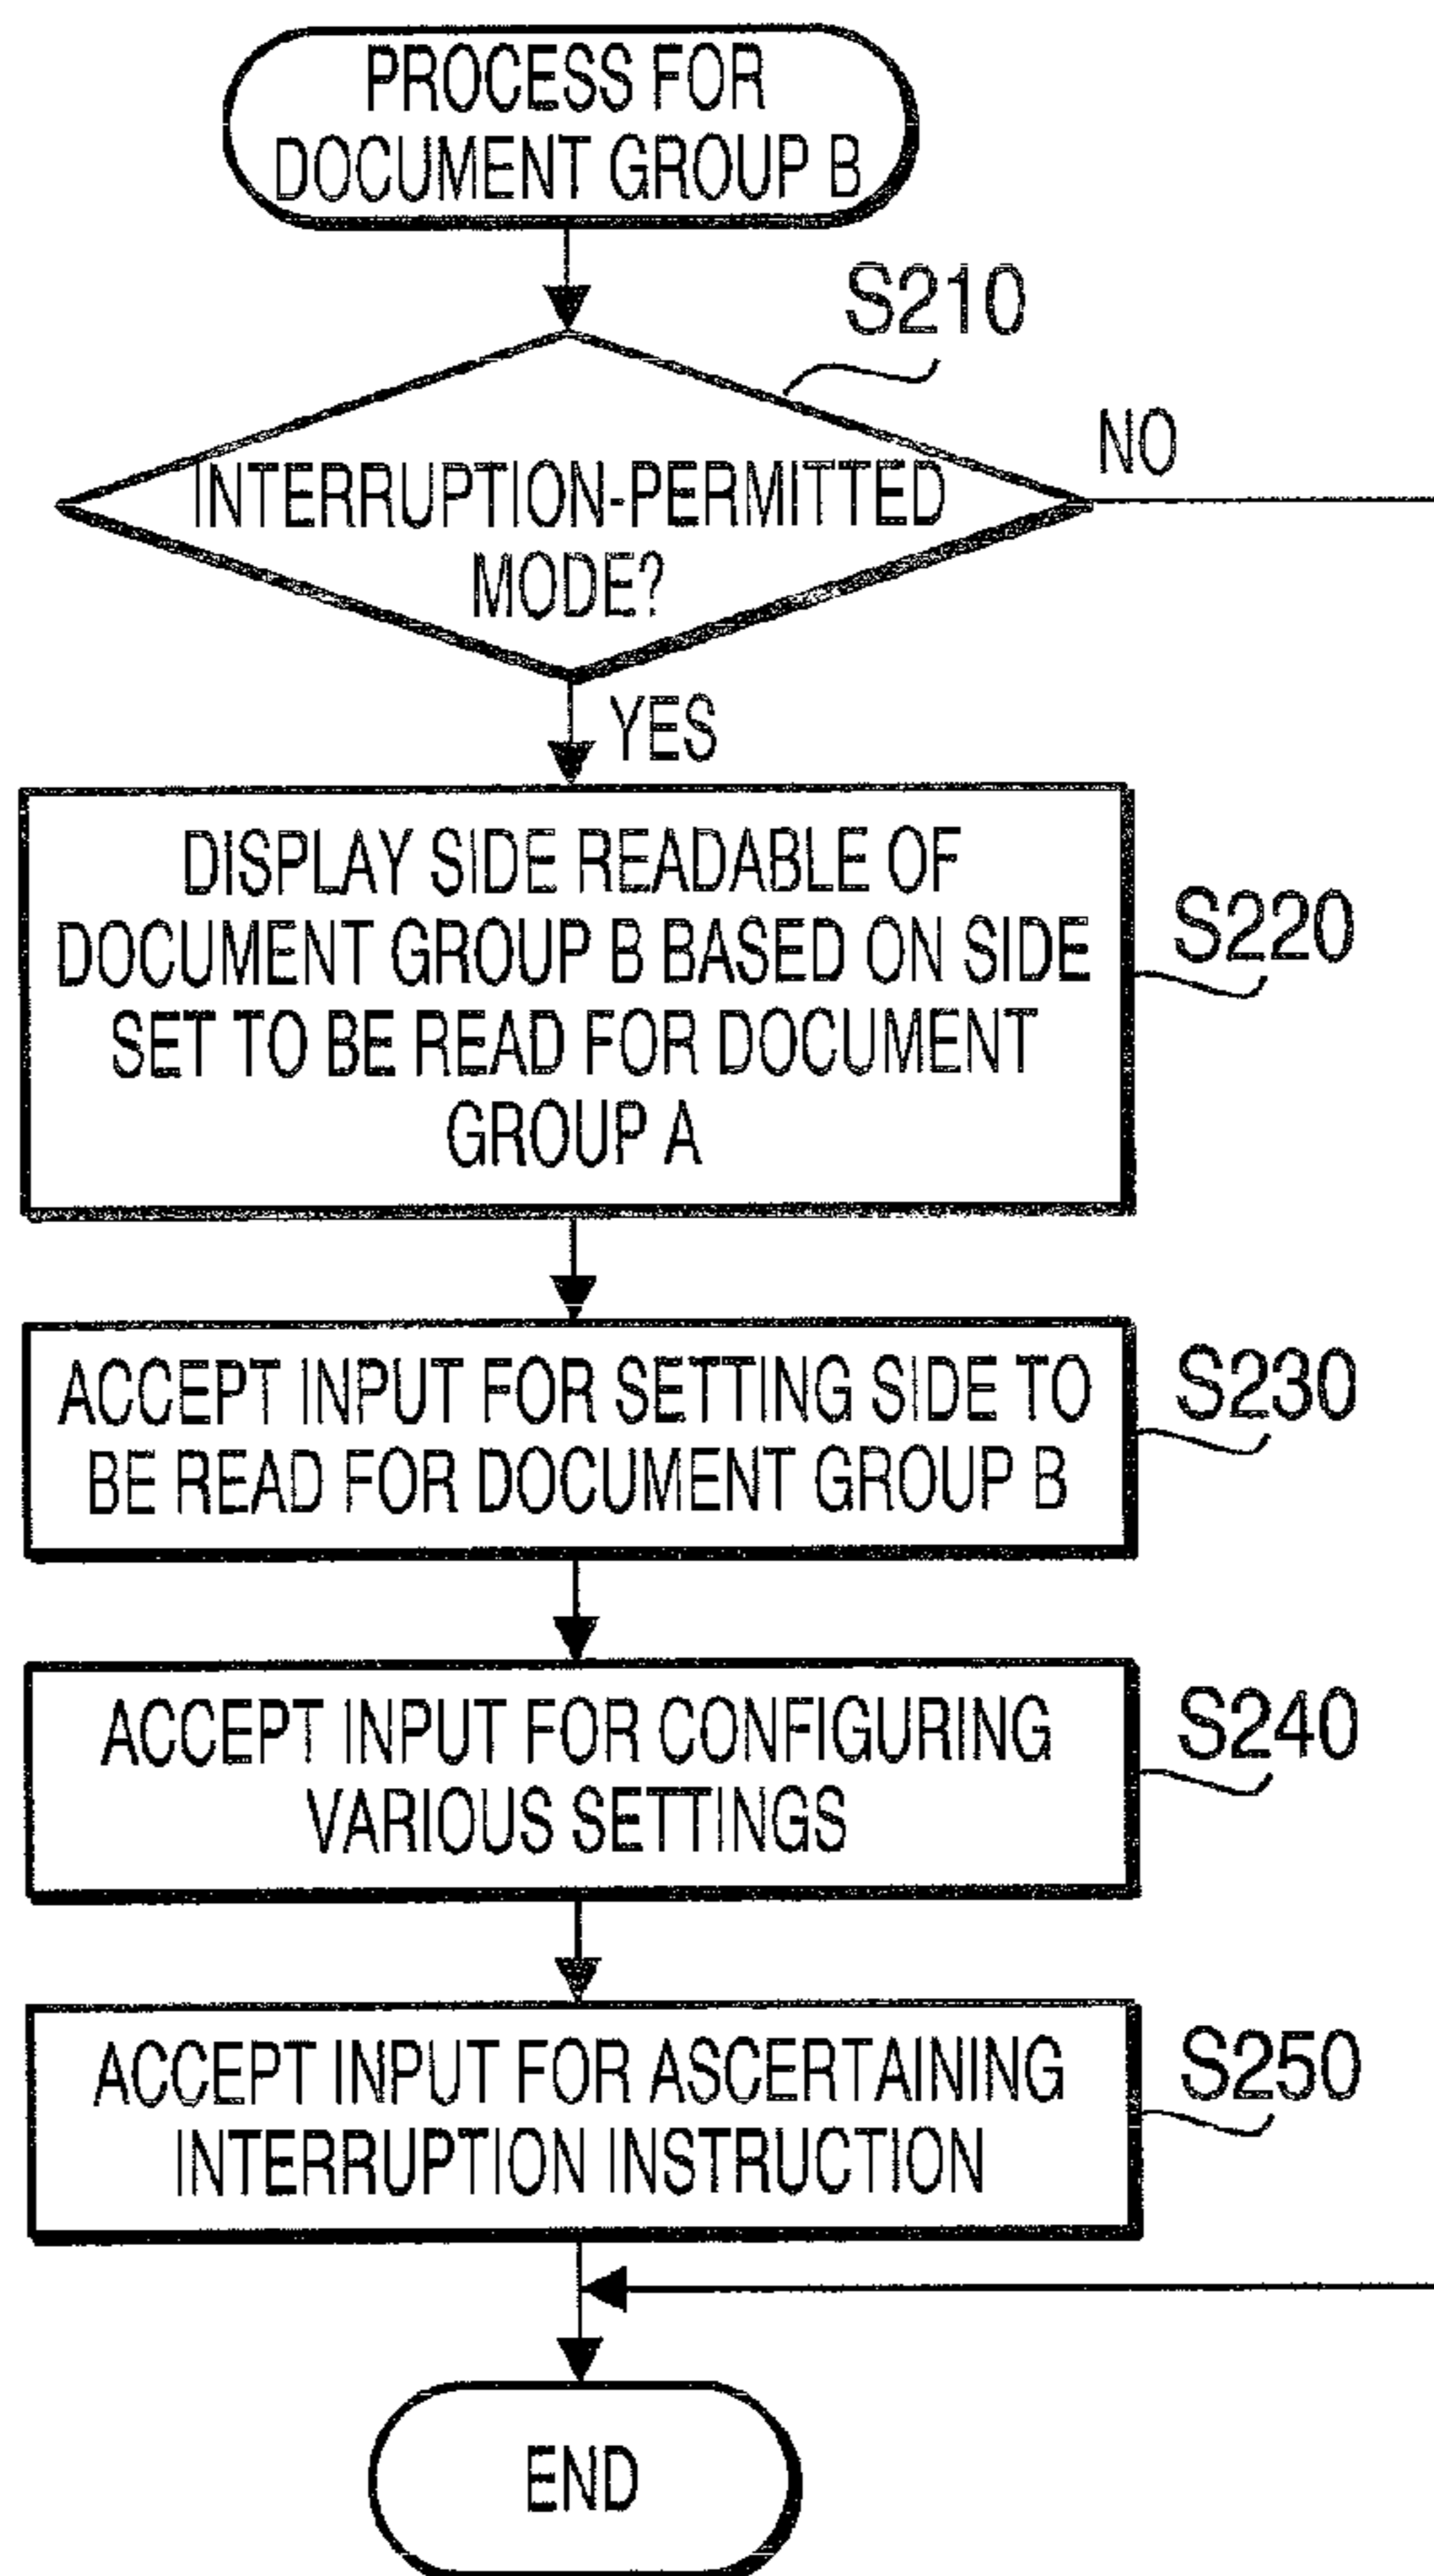 PROCESS FOR
DOCUMENT GROUP B
S210
NO
INTERRUPTION-PERMITTED
MODE?
YES
DISPLAY SIDE READABLE OF
DOCUMENT GROUP B BASED ON SIDE
SET TO BE READ FOR DOCUMENT
GROUP A
S220
ACCEPT INPUT FOR SETTING SIDE TO
BE READ FOR DOCUMENT GROUP B
S230
ACCEPT INPUT FOR CONFIGURING
VARIOUS SETTINGS
S240
ACCEPT INPUT FOR ASCERTAINING
INTERRUPTION INSTRUCTION
S250
END